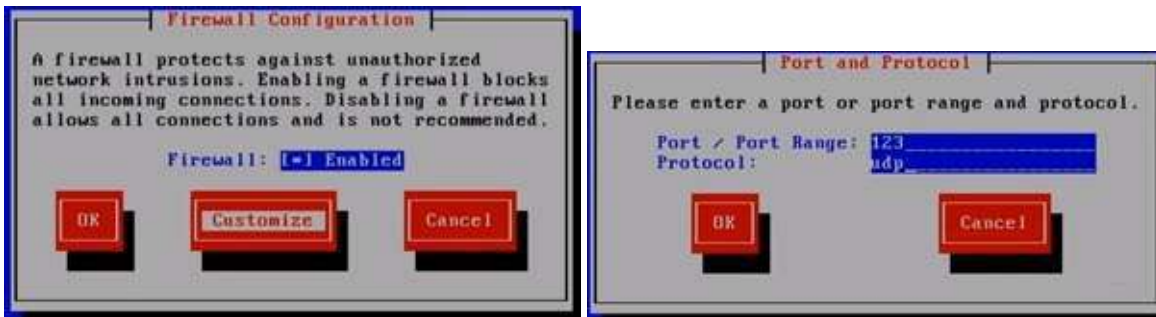 Firewall Configuration
A firewall protects against unauthorized
network intrusions. Enabling a firewall blocks
all incoming connections. Disabling a firewall
allows all connections and is not recommended.
Firewall: [*] Enabled
OK Customize Cancel
Port and Protocol
Please enter a port or port range and protocol.
Port / Port Range: 123
Protocol: udp
OK Cancel